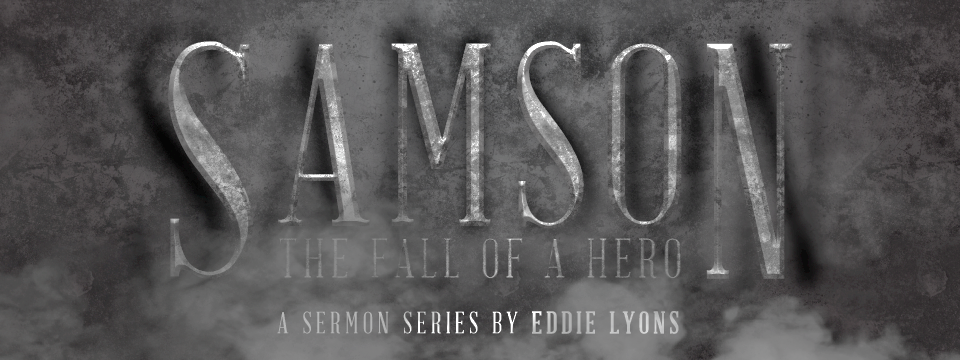 SAMSON
THE FALL OF A HERO
A SERMON SERIES BY EDDIE LYONS